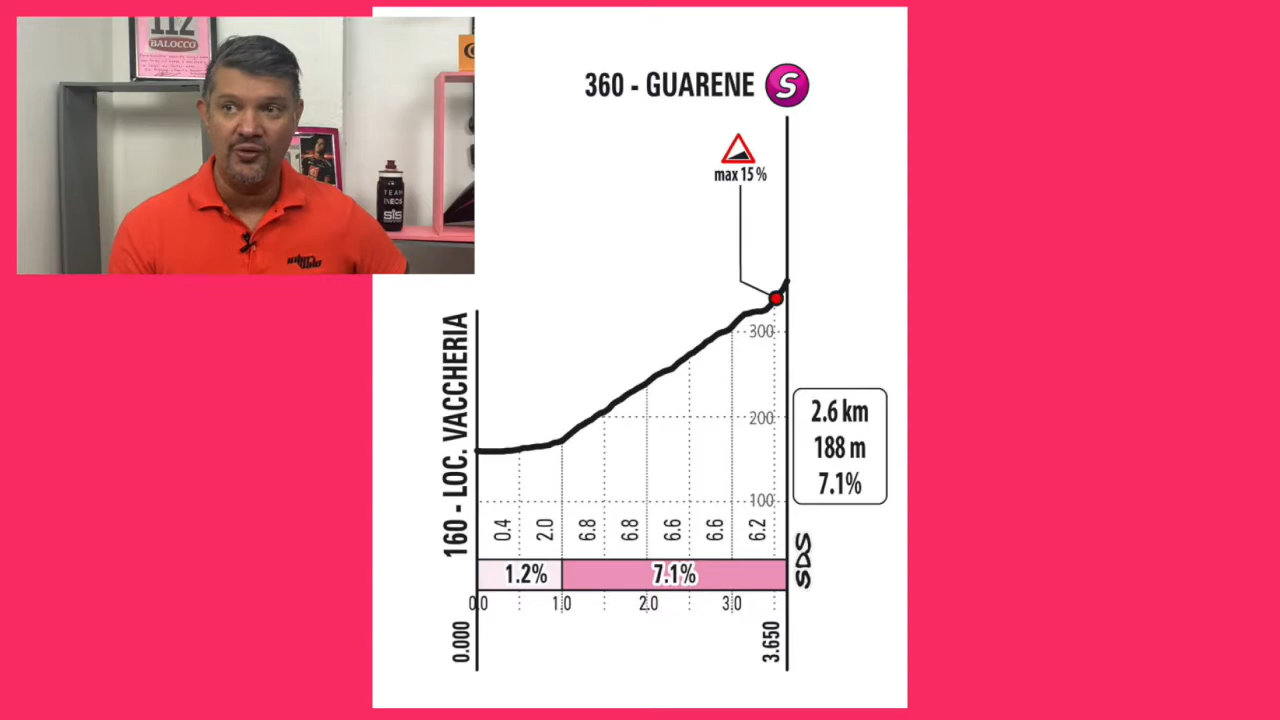 112
BALOCCO
TEAM
INEOS
SiS
360 - GUARENE S
max 15 %
160 - LOC. VACCHERIA
300
200
100
2.6 km
188 m
7.1%
0.4
2.0
6.8
6.8
6.6
6.6
6.2
SDS
1.2%
7.1%
0.0
1.0
2.0
3.0
0.000
3.650